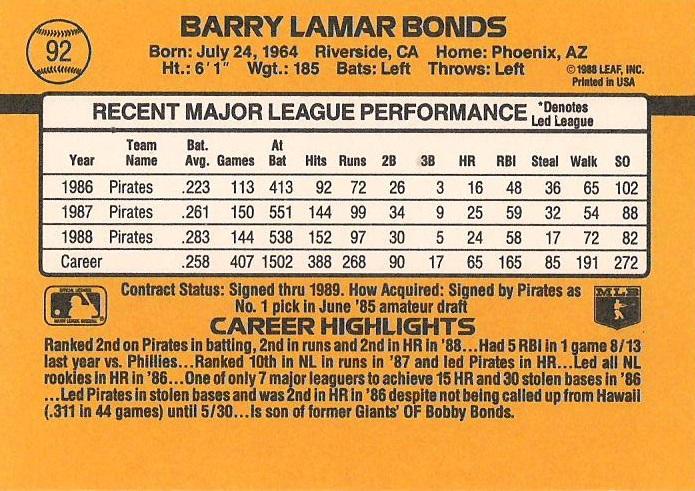 92
BARRY LAMAR BONDS
Born: July 24, 1964 Riverside, CA Home: Phoenix, AZ
Ht.: 6'1" Wgt.: 185 Bats: Left Throws: Left
©1988 LEAF, INC.
Printed in USA
RECENT MAJOR LEAGUE PERFORMANCE
*Denotes
Led League
Year Team Name Bat. Avg. Games At Bat Hits Runs 2B 3B HR RBI Steal Walk SO
1986 Pirates .223 113 413 92 72 26 3 16 48 36 65 102
1987 Pirates .261 150 551 144 99 34 9 25 59 32 54 88
1988 Pirates .283 144 538 152 97 30 5 24 58 17 72 82
Career .258 407 1502 388 268 90 17 65 165 85 191 272
Contract Status: Signed thru 1989. How Acquired: Signed by Pirates as
No. 1 pick in June '85 amateur draft
MLB
CAREER HIGHLIGHTS
Ranked 2nd on Pirates in batting, 2nd in runs and 2nd in HR in '88...Had 5 RBI in 1 game 8/13
last year vs. Phillies...Ranked 10th in NL in runs in '87 and led Pirates in HR...Led all NL
rookies in HR in '86...One of only 7 major leaguers to achieve 15 HR and 30 stolen bases in '86
...Led Pirates in stolen bases and was 2nd in HR in '86 despite not being called up from Hawaii
(.311 in 44 games) until 5/30...Is son of former Giants' OF Bobby Bonds.